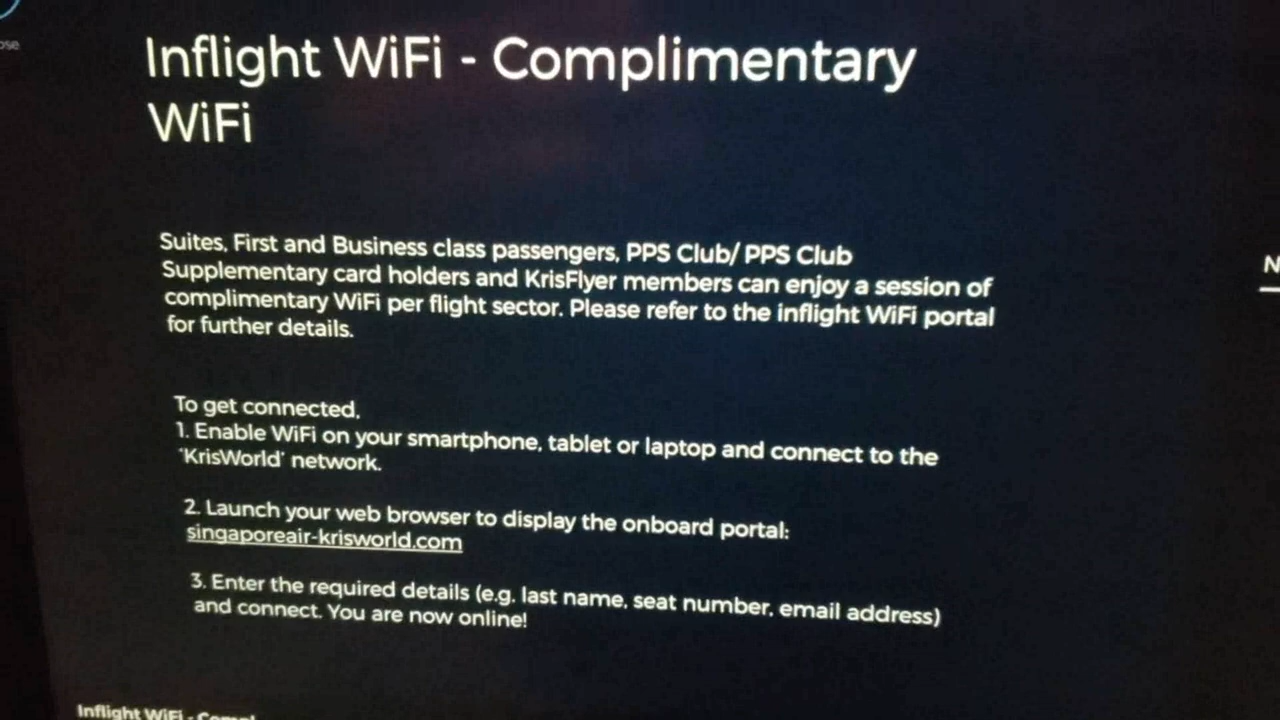 ose
Inflight WiFi - Complimentary
WiFi
Suites, First and Business class passengers, PPS Club/ PPS Club
Supplementary card holders and KrisFlyer members can enjoy a session of
complimentary WiFi per flight sector. Please refer to the inflight WiFi portal
for further details.
To get connected,
1. Enable WiFi on your smartphone, tablet or laptop and connect to the
'KrisWorld' network.
2. Launch your web browser to display the onboard portal:
singaporeair-krisworld.com
3. Enter the required details (e.g. last name, seat number, email address)
and connect. You are now online!
Inflight WiFi - Compl
N